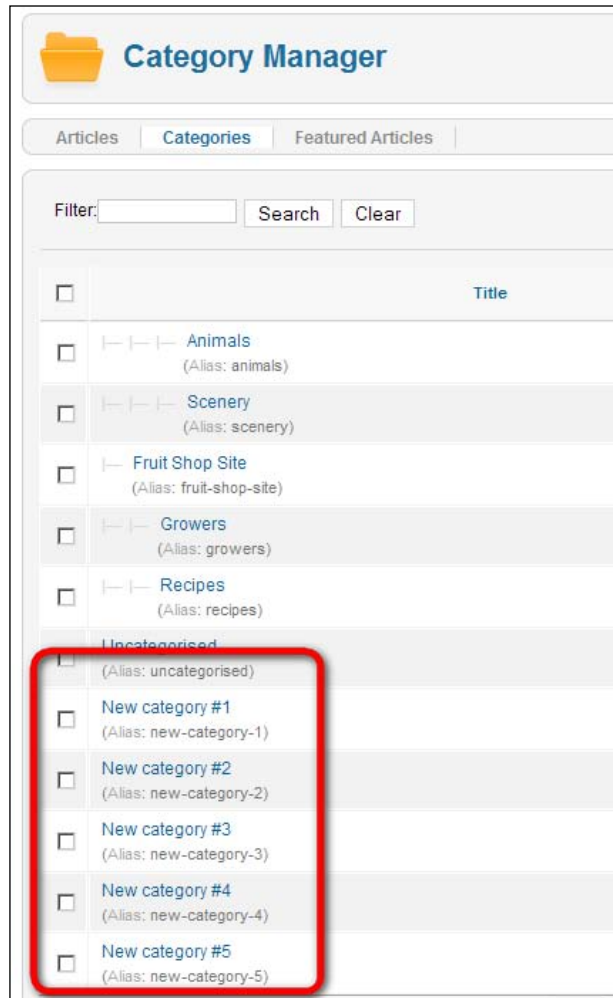 Category Manager
Articles Categories Featured Articles
Filter: Search Clear
Title
|— |— |— Animals
(Alias: animals)
|— |— |— Scenery
(Alias: scenery)
|— Fruit Shop Site
(Alias: fruit-shop-site)
|— |— Growers
(Alias: growers)
|— |— Recipes
(Alias: recipes)
Uncategorised
(Alias: uncategorised)
New category #1
(Alias: new-category-1)
New category #2
(Alias: new-category-2)
New category #3
(Alias: new-category-3)
New category #4
(Alias: new-category-4)
New category #5
(Alias: new-category-5)